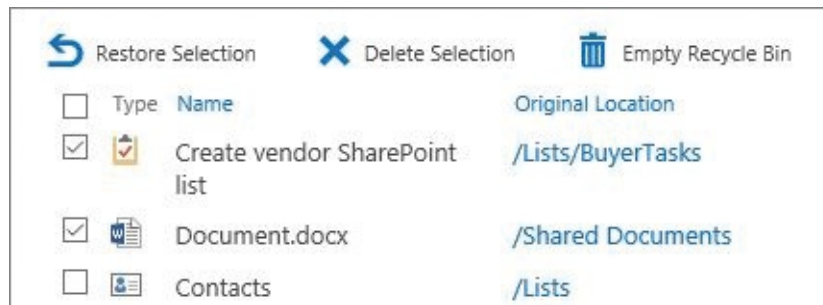 Restore Selection Delete Selection Empty Recycle Bin
Type Name Original Location
Create vendor SharePoint /Lists/BuyerTasks
list
Document.docx /Shared Documents
Contacts /Lists